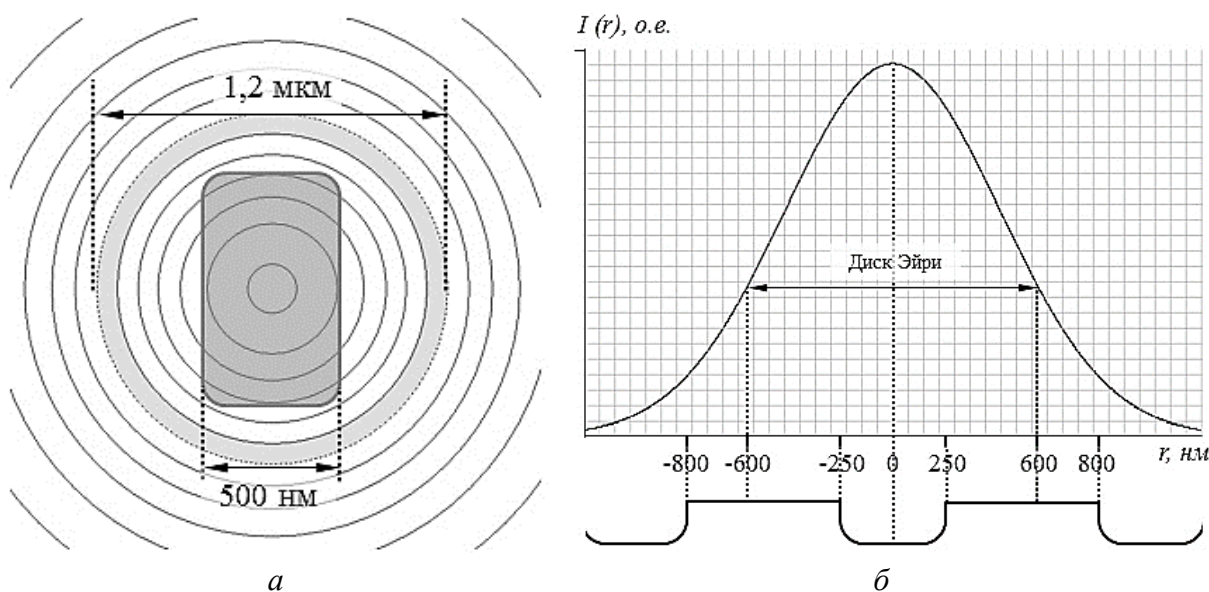 1,2 мкм
500 нм
а
I (r), о.е.
Диск Эйри
-800 -600 -250 0 250 600 800 r, нм
б